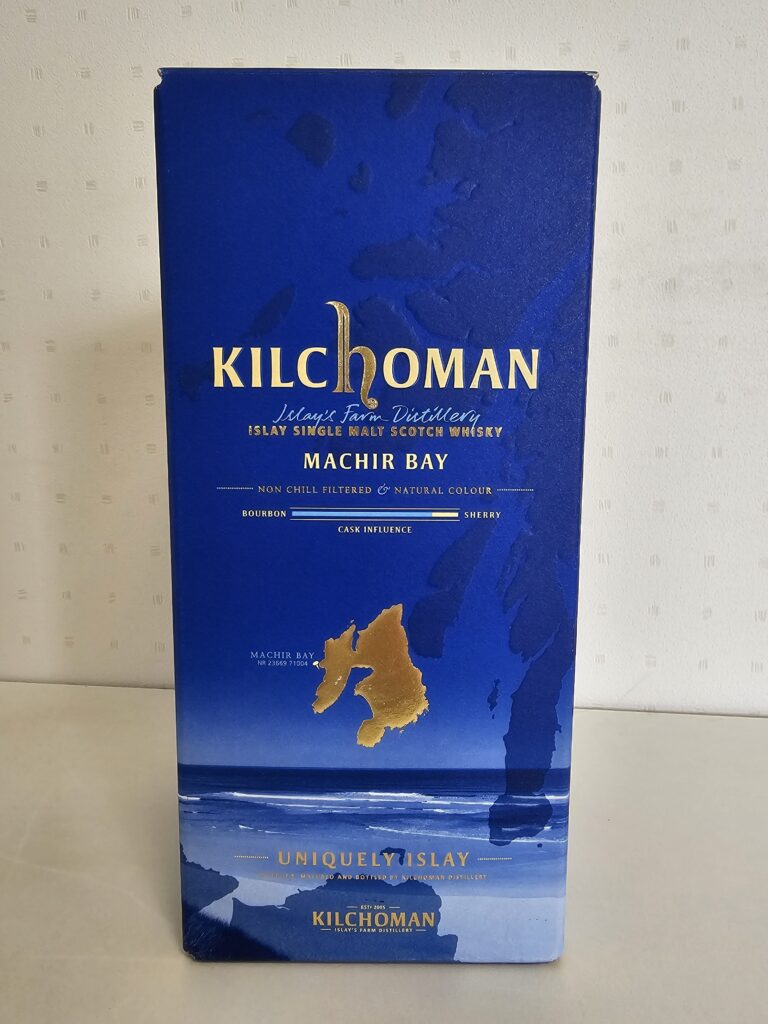 KILCHOMAN
Islay's Farm Distillery
ISLAY SINGLE MALT SCOTCH WHISKY
MACHIR BAY
NON CHILL FILTERED & NATURAL COLOUR
BOURBON SHERRY
CASK INFLUENCE
MACHIR BAY
NR 23669 71004
UNIQUELY ISLAY
MATURED AND BOTTLED BY KILCHOMAN DISTILLERY
ESTD 2005
KILCHOMAN
ISLAY'S FARM DISTILLERY